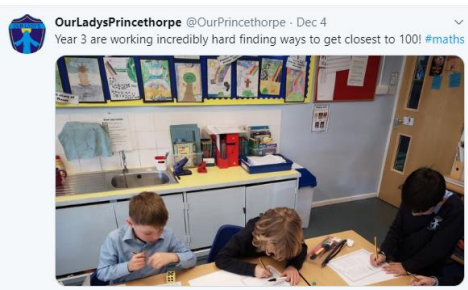 OurLadysPrincethorpe @OurPrincethorpe · Dec 4
Year 3 are working incredibly hard finding ways to get closest to 100! #maths